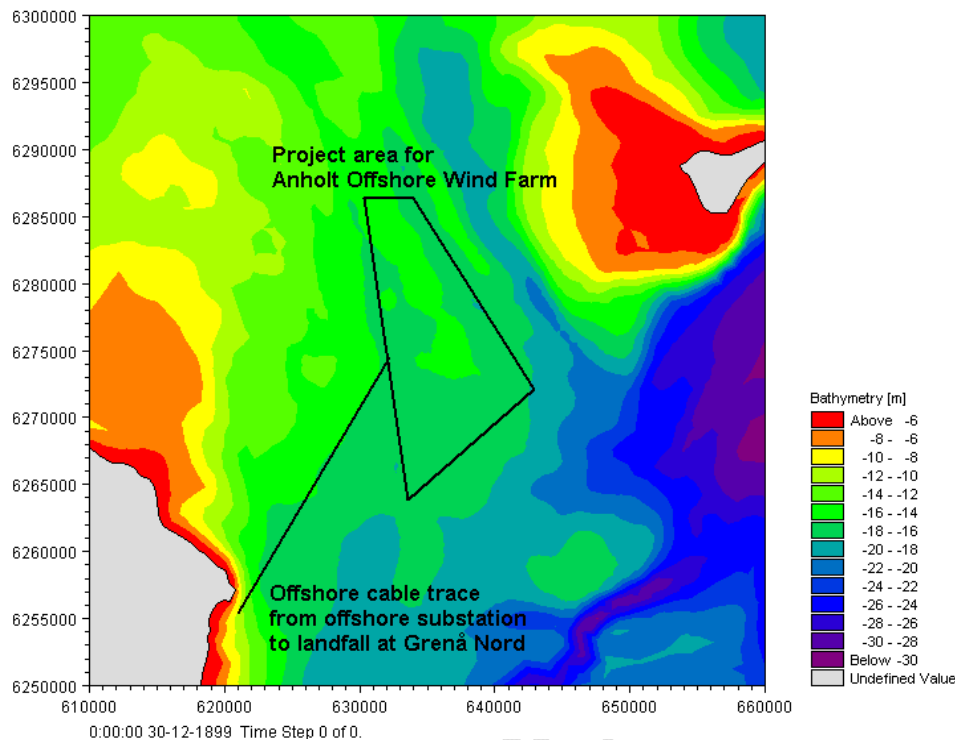 6300000
6295000
6290000
6285000
6280000
6275000
6270000
6265000
6260000
6255000
6250000
610000 620000 630000 640000 650000 660000
Project area for
Anholt Offshore Wind Farm
Offshore cable trace
from offshore substation
to landfall at Grenå Nord
Bathymetry [m]
Above -6
-8 - -6
-10 - -8
-12 - -10
-14 - -12
-16 - -14
-18 - -16
-20 - -18
-22 - -20
-24 - -22
-26 - -24
-28 - -26
-30 - -28
Below -30
Undefined Value
0:00:00 30-12-1899 Time Step 0 of 0.